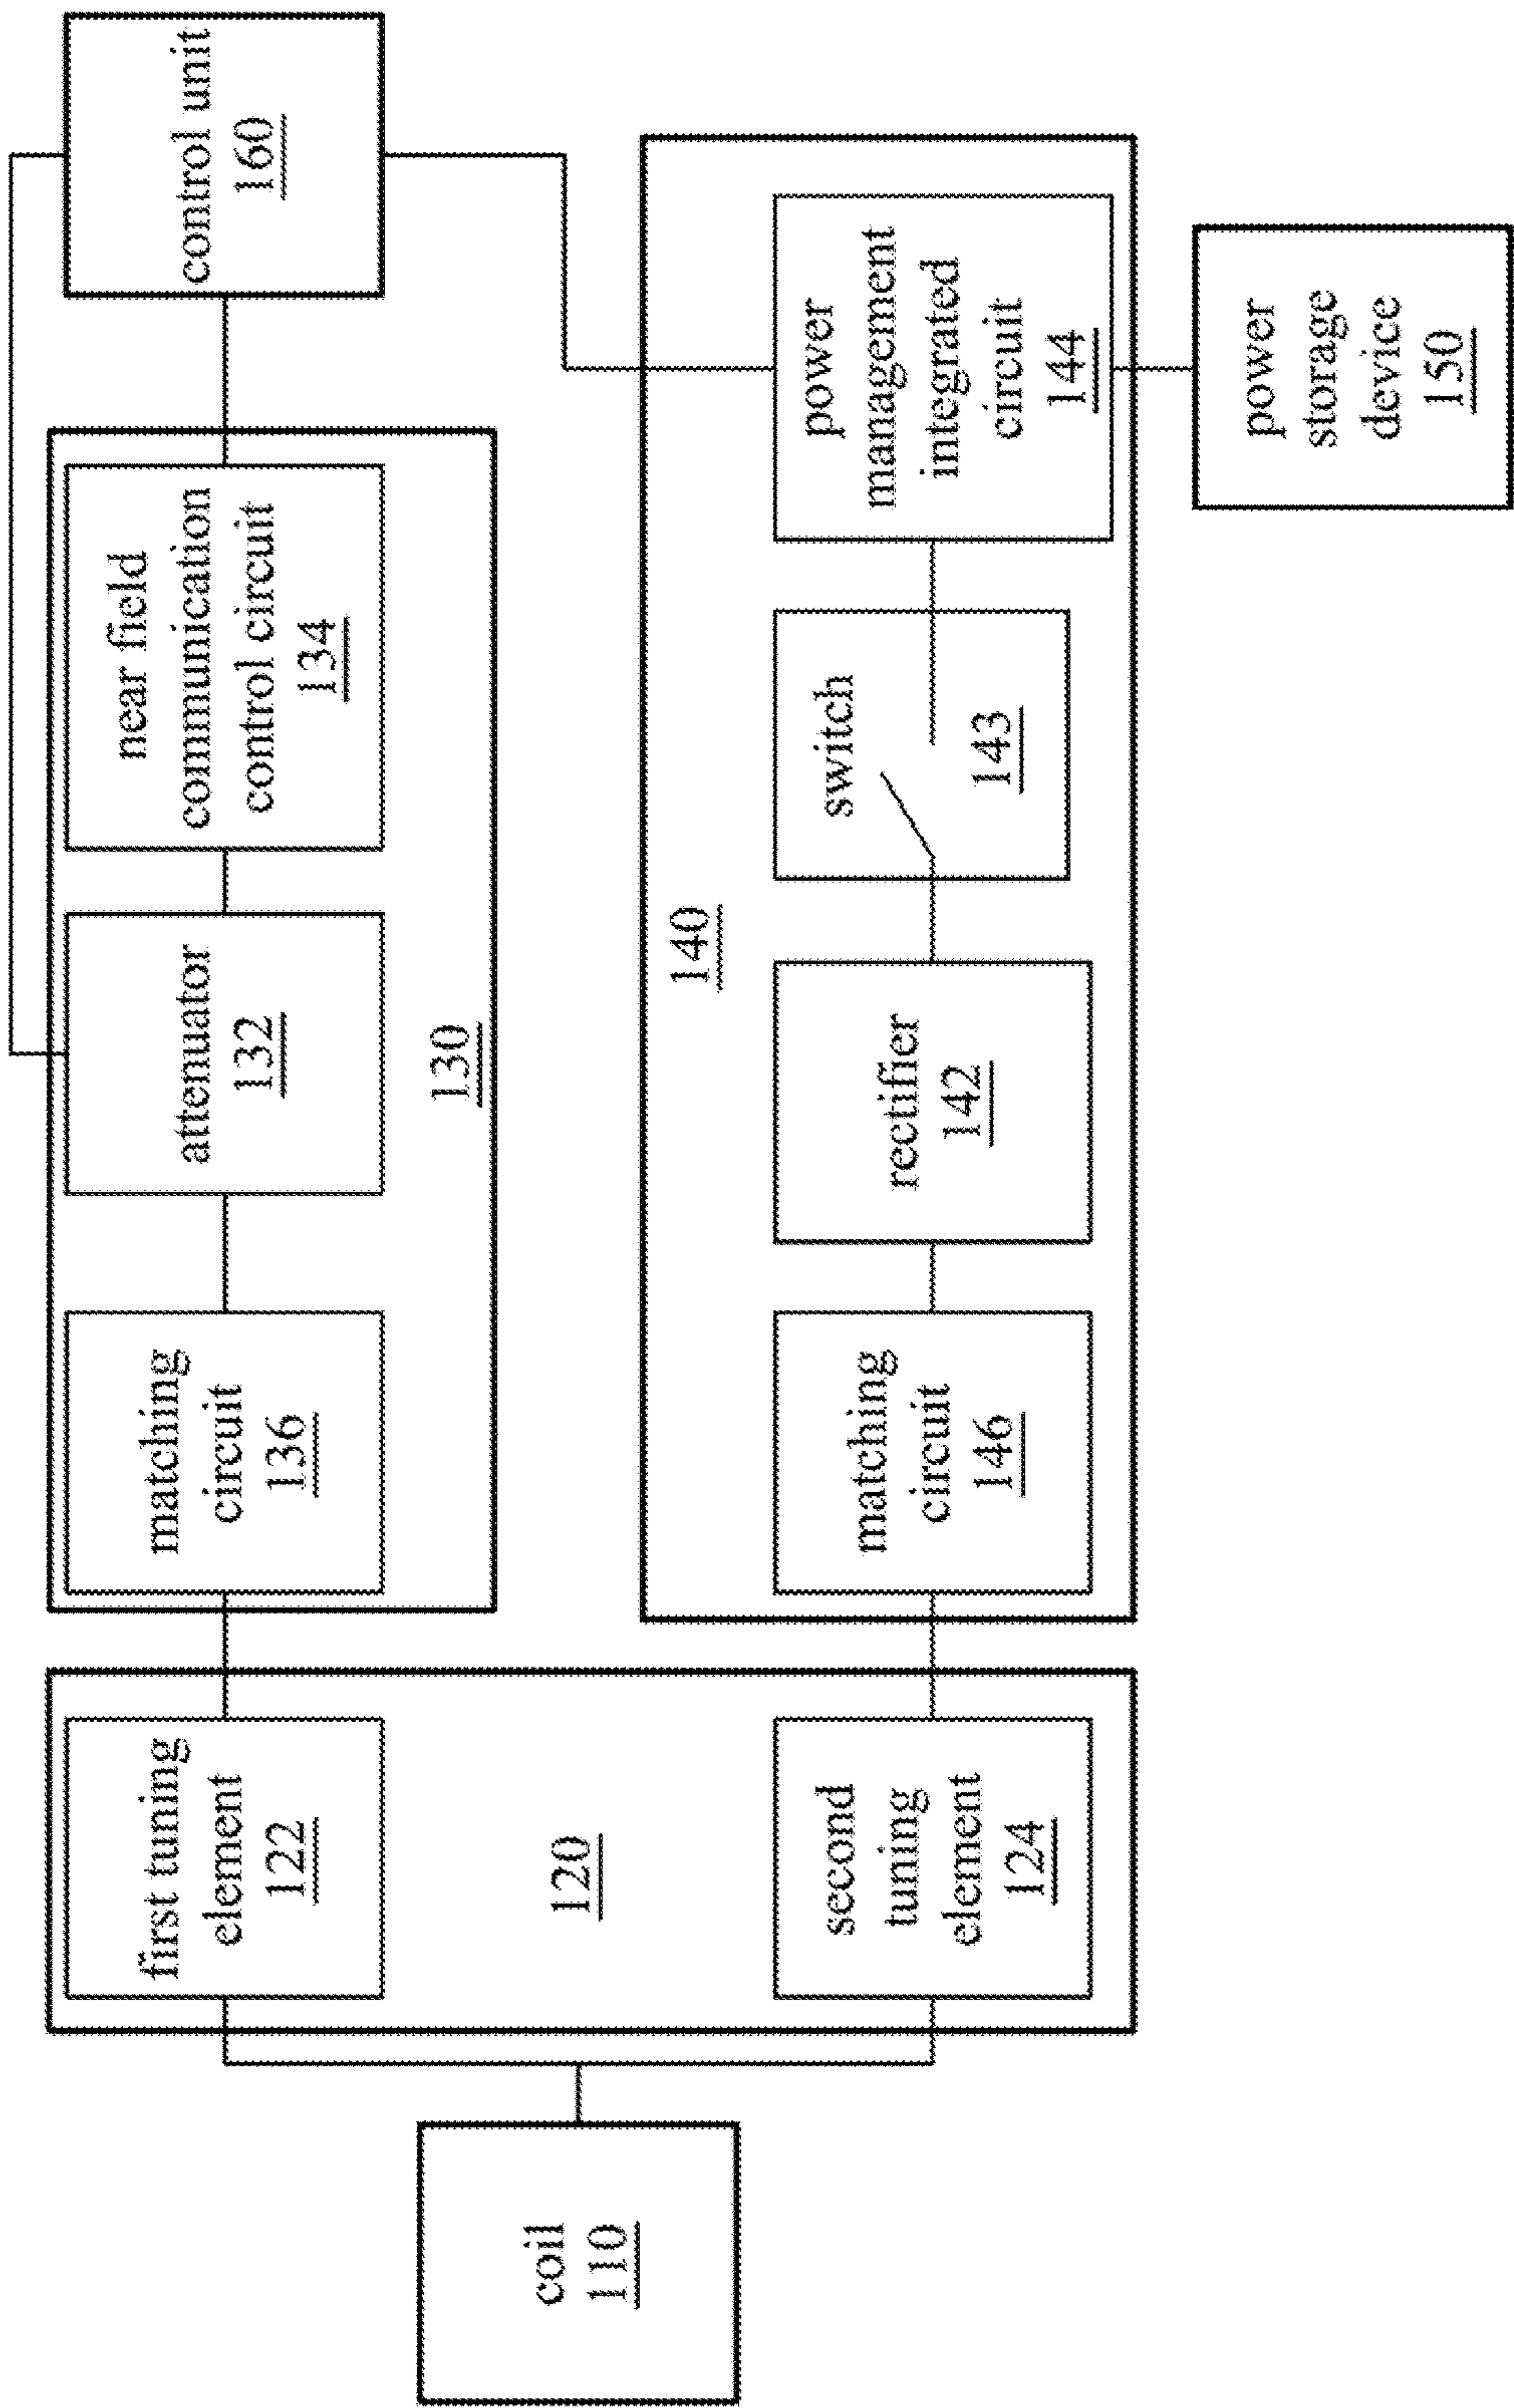 coil
110
first tuning
element
122
120
second
tuning
element
124
matching
circuit
136
attenuator
132
near field
communication
control circuit
134
130
control unit
160
140
matching
circuit
146
rectifier
142
switch
143
power
management
integrated
circuit
144
power
storage
device
150